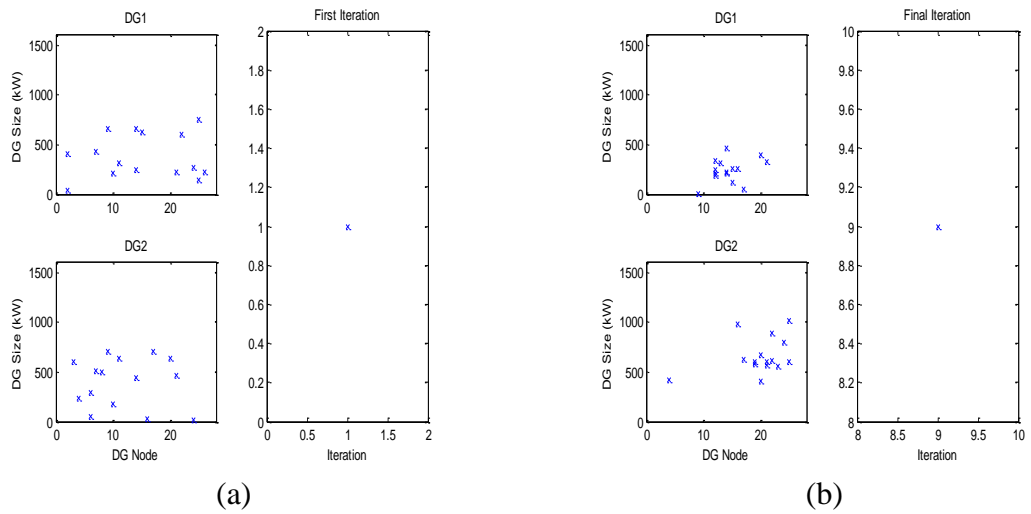 DG1
DG Size (kW)
1500
1000
500
0
0 10 20
DG2
DG Size (kW)
1500
1000
500
0
0 10 20
DG Node
First Iteration
2
1.8
1.6
1.4
1.2
1
0.8
0.6
0.4
0.2
0
0 0.5 1 1.5 2
Iteration
(a)
DG1
DG Size (kW)
1500
1000
500
0
0 10 20
DG2
DG Size (kW)
1500
1000
500
0
0 10 20
DG Node
Final Iteration
10
9.8
9.6
9.4
9.2
9
8.8
8.6
8.4
8.2
8
8 8.5 9 9.5 10
Iteration
(b)